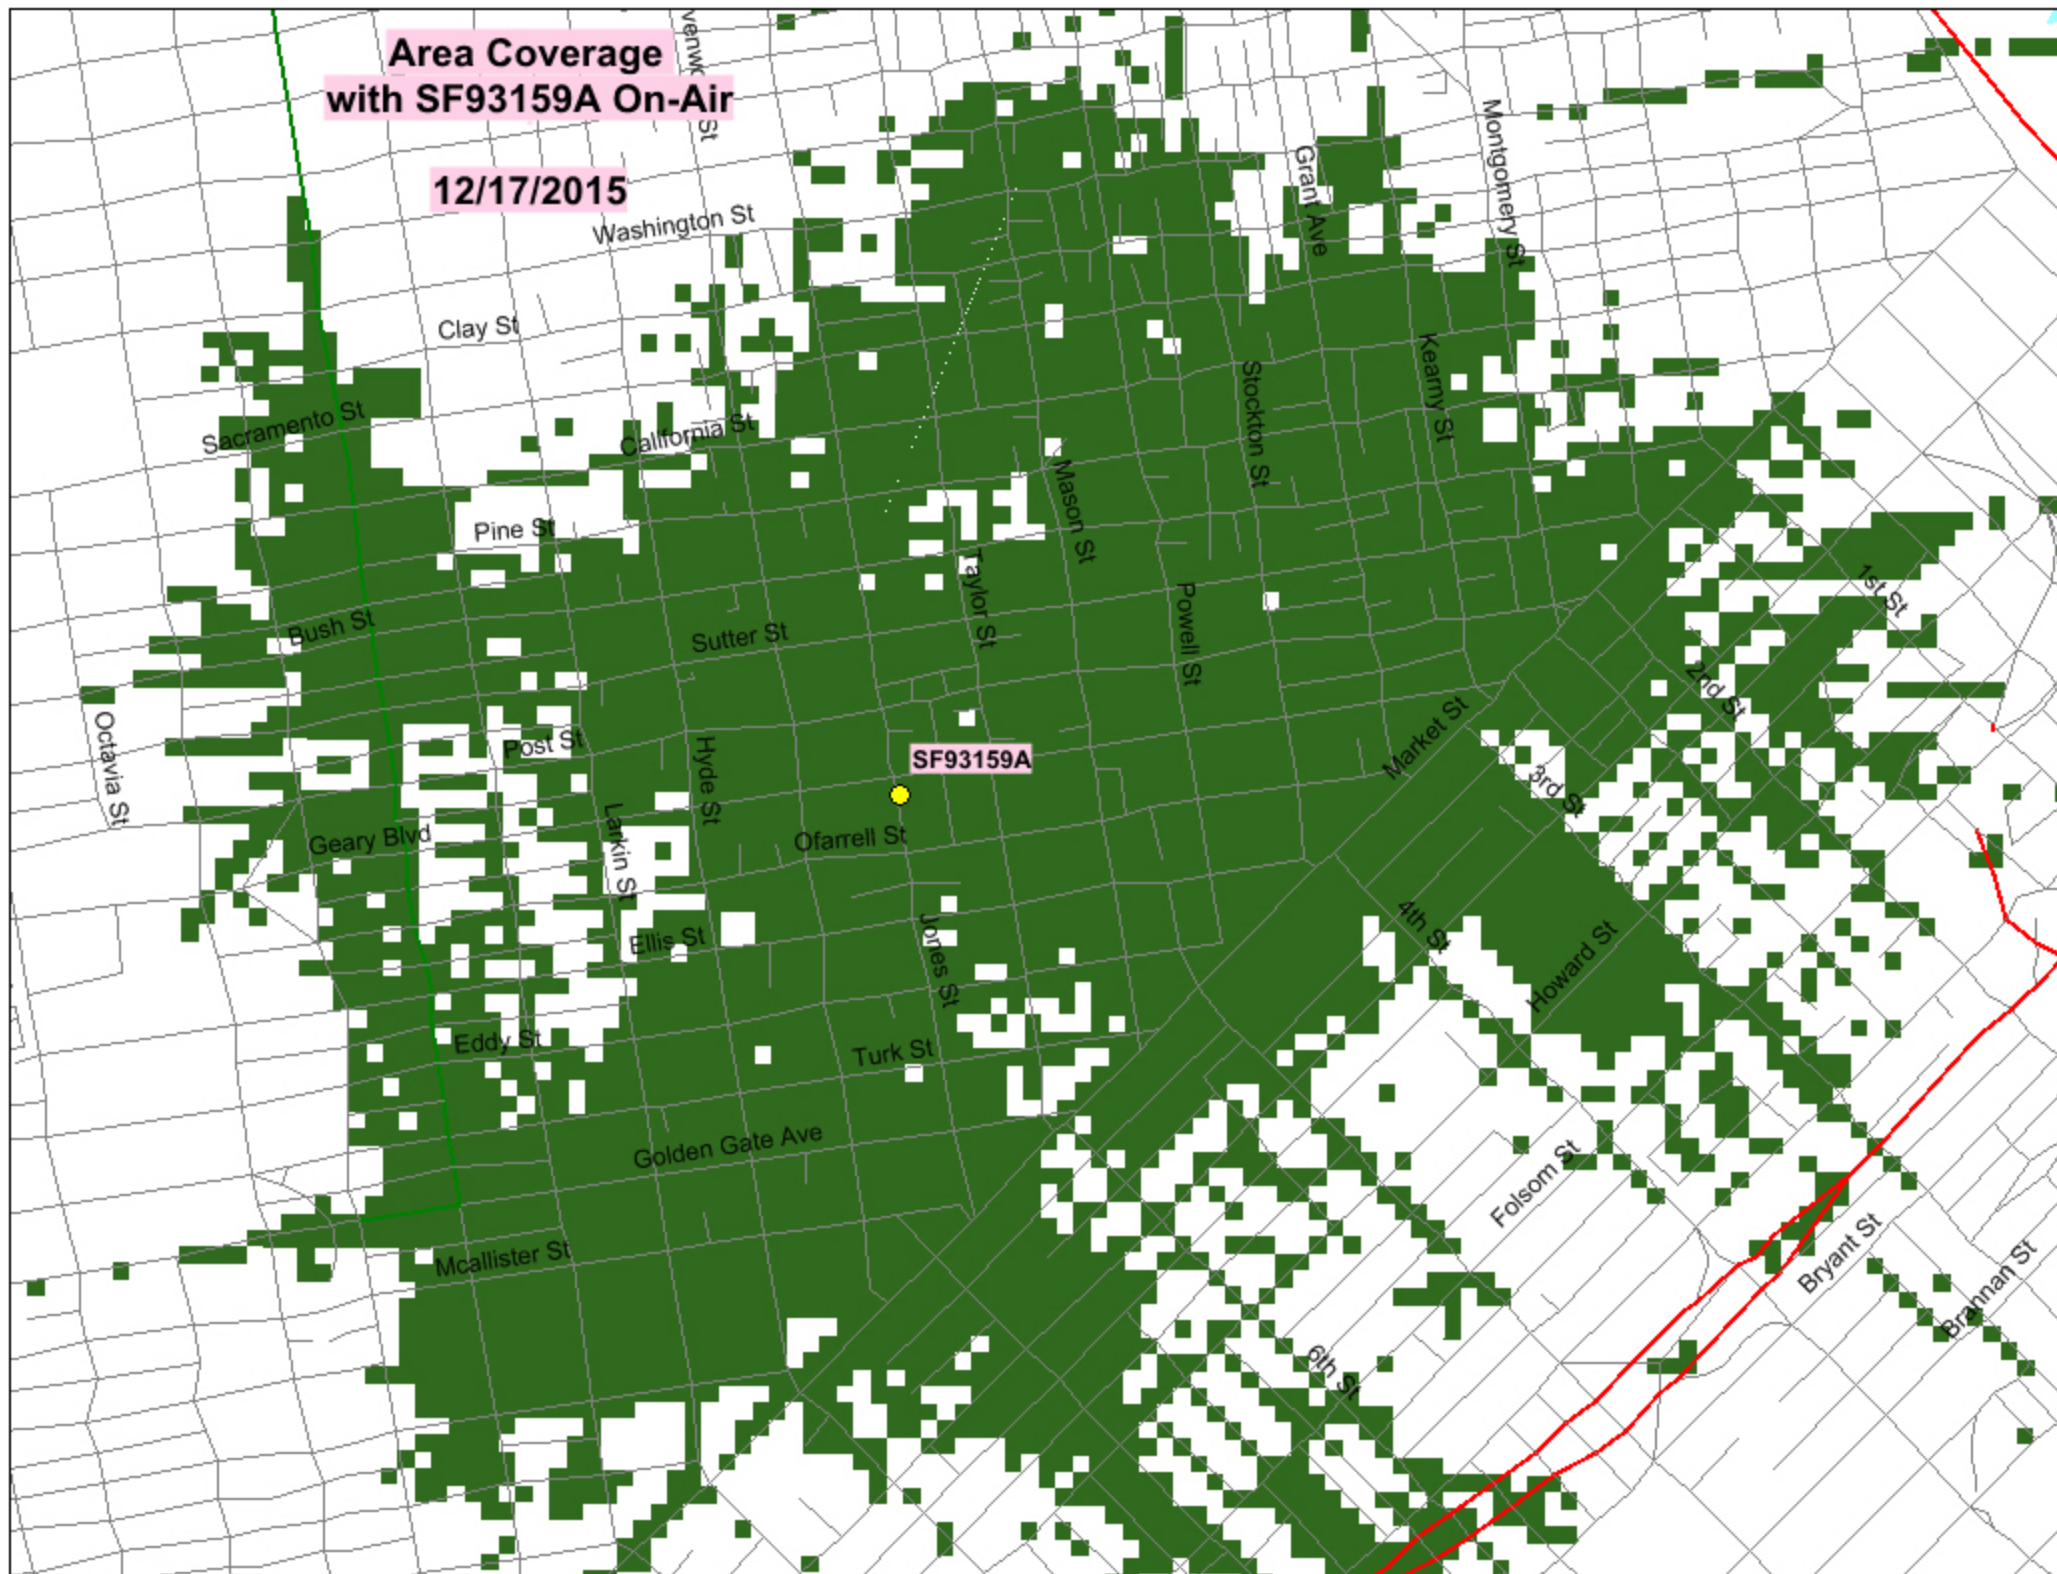 Area Coverage
with SF93159A On-Air
12/17/2015
St
Washington St
Grant Ave
Montgomery St
Clay St
Sacramento St
California St
Stockton St
Kearny St
Pine St
Mason St
Taylor St
Powell St
1st St
Bush St
Sutter St
2nd St
Octavia St
Post St
Hyde St
SF93159A
Market St
3rd St
Geary Blvd
Larkin St
Ofarrell St
Ellis St
Jones St
4th St
Howard St
Eddy St
Turk St
Golden Gate Ave
Folsom St
Mcallister St
Bryant St
Brannan St
6th St